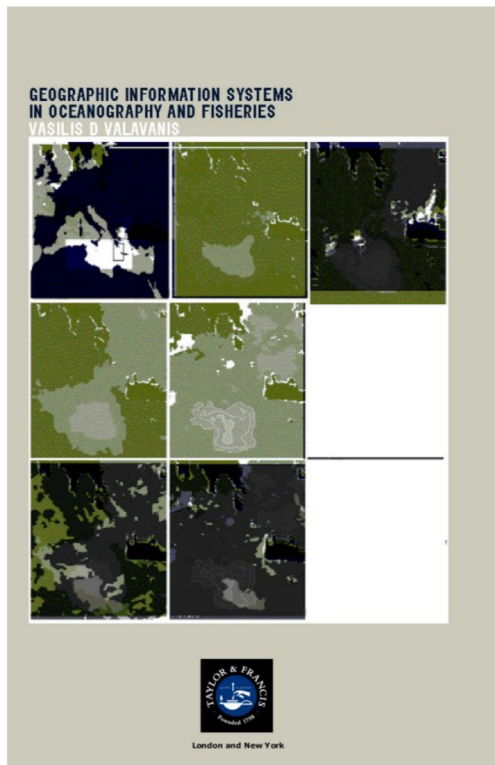 GEOGRAPHIC INFORMATION SYSTEMS
IN OCEANOGRAPHY AND FISHERIES
VASILIS D VALAVANIS
TAYLOR & FRANCIS
Founded 1798
London and New York